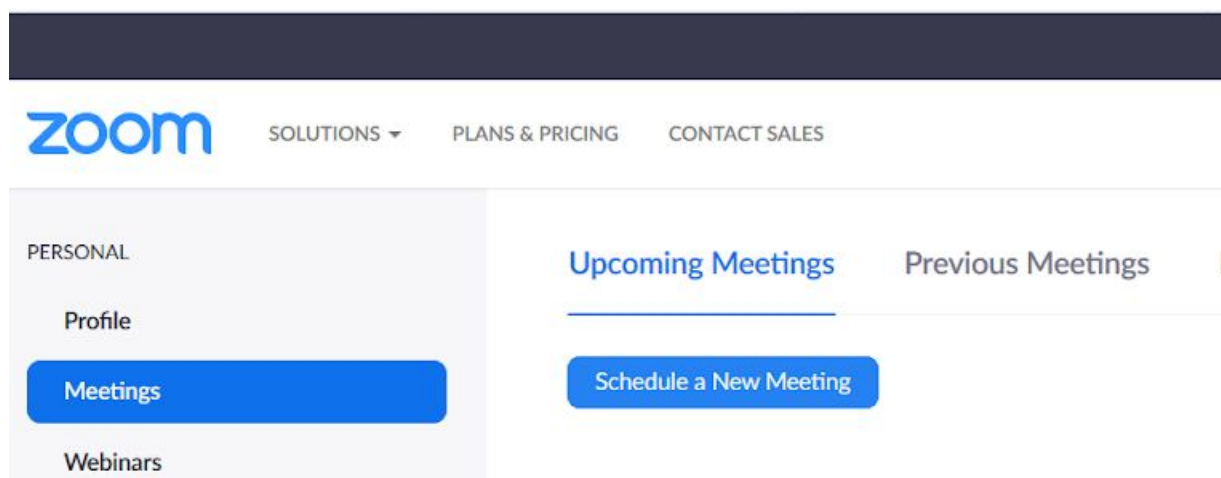 zoom SOLUTIONS PLANS & PRICING CONTACT SALES
PERSONAL
Profile
Meetings
Webinars
Upcoming Meetings Previous Meetings
Schedule a New Meeting